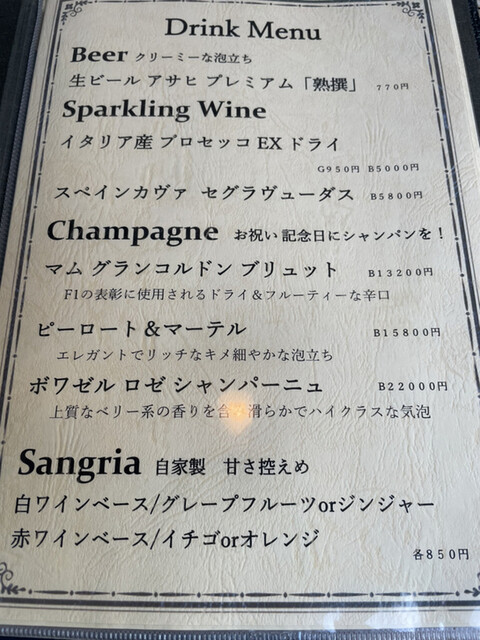 Drink Menu
Beer クリーミーな泡立ち
生ビール アサヒ プレミアム「熟撰」 770円
Sparkling Wine
イタリア産 プロセッコ EX ドライ
G950円 B5000円
スペインカヴァ セグラヴューダス B5800円
Champagne お祝い 記念日にシャンパンを！
マム グランコルドン ブリュット B13200円
F1の表彰に使用されるドライ＆フルーティーな辛口
ピーロート＆マーテル B15800円
エレガントでリッチなキメ細やかな泡立ち
ボワゼル ロゼ シャンパーニュ B22000円
上質なベリー系の香りを 滑らかでハイクラスな気泡
Sangria 自家製 甘さ控えめ
白ワインベース/グレープフルーツorジンジャー
赤ワインベース/イチゴorオレンジ
各850円